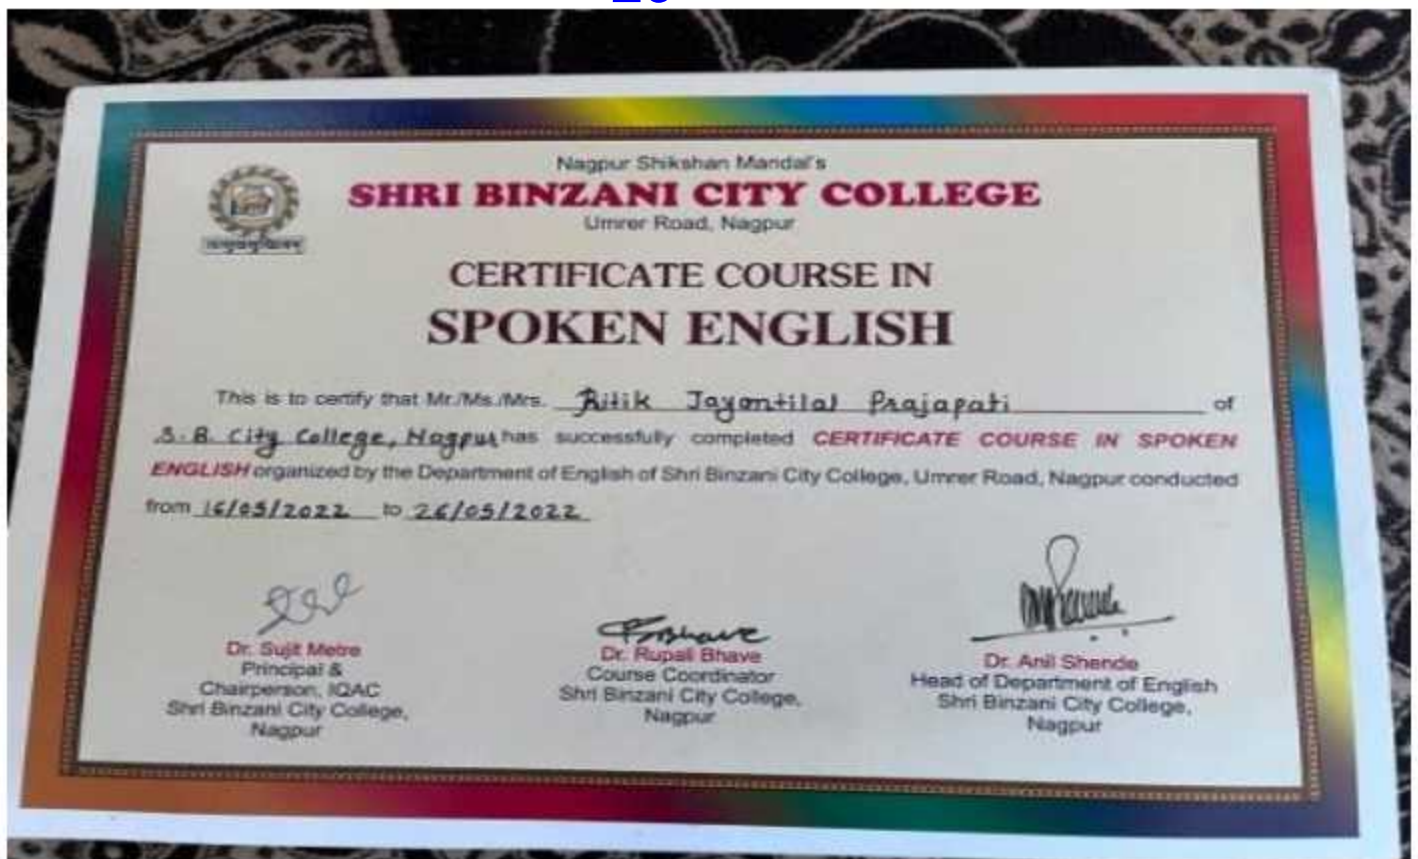 Nagpur Shikshan Mandal's
SHRI BINZANI CITY COLLEGE
Umrer Road, Nagpur
CERTIFICATE COURSE IN
SPOKEN ENGLISH
This is to certify that Mr./Ms./Mrs. Ritik Jayantilal Prajapati of
S.B. City College, Nagpur has successfully completed CERTIFICATE COURSE IN SPOKEN
ENGLISH organized by the Department of English of Shri Binzani City College, Umrer Road, Nagpur conducted
from 16/05/2022 to 26/05/2022
Dr. Sujit Metre
Principal &
Chairperson, IQAC
Shri Binzani City College,
Nagpur
Dr. Rupali Bhave
Course Coordinator
Shri Binzani City College,
Nagpur
Dr. Anil Shende
Head of Department of English
Shri Binzani City College,
Nagpur